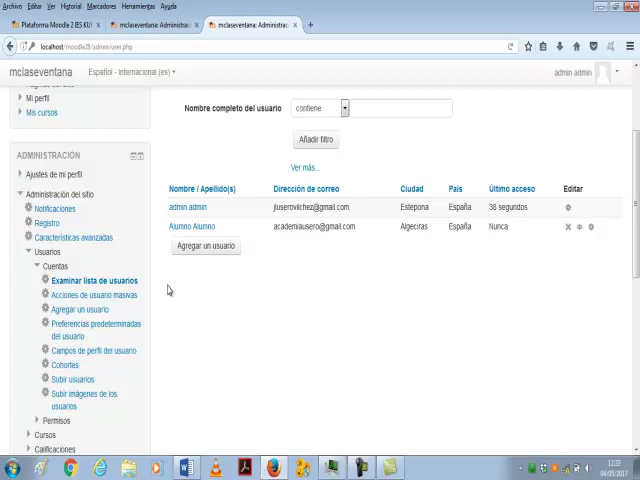 Archivo Editar Ver Historial Marcadores Herramientas Ayuda
Plataforma Moodle 2 IES KU
mclaseventana: Administrac
mclaseventana: Administrac
localhost/moodle28/admin/user.php
mclaseventana
Español - Internacional (es)
admin admin
Mi perfil
Mis cursos
ADMINISTRACIÓN
Ajustes de mi perfil
Administración del sitio
Notificaciones
Registro
Características avanzadas
Usuarios
Cuentas
Examinar lista de usuarios
Acciones de usuario masivas
Agregar un usuario
Preferencias predeterminadas
del usuario
Campos de perfil del usuario
Cohortes
Subir usuarios
Subir imágenes de los
usuarios
Permisos
Cursos
Calificaciones
Nombre completo del usuario
contiene
Añadir filtro
Ver más...
Nombre / Apellido(s) Dirección de correo Ciudad País Último acceso Editar
admin admin jluserovilchez@gmail.com Estepona España 38 segundos
Alumno Alumno academiausero@gmail.com Algeciras España Nunca
Agregar un usuario
12:33
04/05/2017